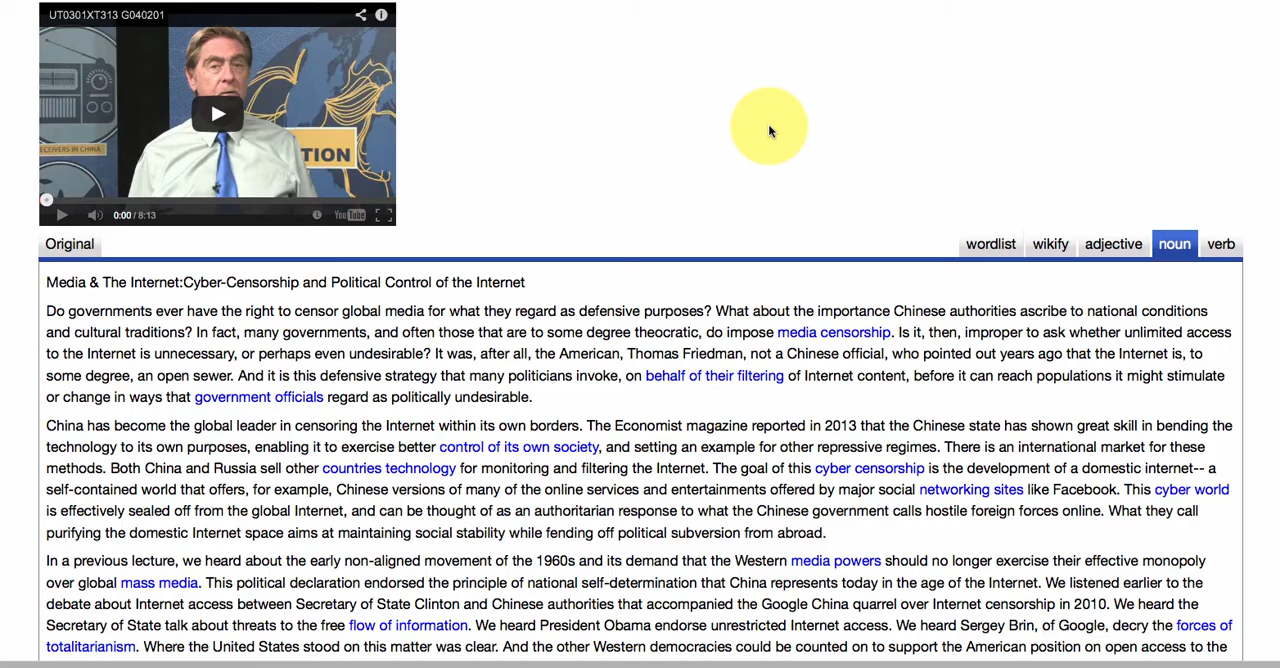 UT0301XT313 G040201
ECEIVERS IN CHINA
TION
0:00 / 8:13
YouTube
Original
wordlist wikify adjective noun verb
Media & The Internet:Cyber-Censorship and Political Control of the Internet
Do governments ever have the right to censor global media for what they regard as defensive purposes? What about the importance Chinese authorities ascribe to national conditions
and cultural traditions? In fact, many governments, and often those that are to some degree theocratic, do impose media censorship. Is it, then, improper to ask whether unlimited access
to the Internet is unnecessary, or perhaps even undesirable? It was, after all, the American, Thomas Friedman, not a Chinese official, who pointed out years ago that the Internet is, to
some degree, an open sewer. And it is this defensive strategy that many politicians invoke, on behalf of their filtering of Internet content, before it can reach populations it might stimulate
or change in ways that government officials regard as politically undesirable.
China has become the global leader in censoring the Internet within its own borders. The Economist magazine reported in 2013 that the Chinese state has shown great skill in bending the
technology to its own purposes, enabling it to exercise better control of its own society, and setting an example for other repressive regimes. There is an international market for these
methods. Both China and Russia sell other countries technology for monitoring and filtering the Internet. The goal of this cyber censorship is the development of a domestic internet-- a
self-contained world that offers, for example, Chinese versions of many of the online services and entertainments offered by major social networking sites like Facebook. This cyber world
is effectively sealed off from the global Internet, and can be thought of as an authoritarian response to what the Chinese government calls hostile foreign forces online. What they call
purifying the domestic Internet space aims at maintaining social stability while fending off political subversion from abroad.
In a previous lecture, we heard about the early non-aligned movement of the 1960s and its demand that the Western media powers should no longer exercise their effective monopoly
over global mass media. This political declaration endorsed the principle of national self-determination that China represents today in the age of the Internet. We listened earlier to the
debate about Internet access between Secretary of State Clinton and Chinese authorities that accompanied the Google China quarrel over Internet censorship in 2010. We heard the
Secretary of State talk about threats to the free flow of information. We heard President Obama endorse unrestricted Internet access. We heard Sergey Brin, of Google, decry the forces of
totalitarianism. Where the United States stood on this matter was clear. And the other Western democracies could be counted on to support the American position on open access to the